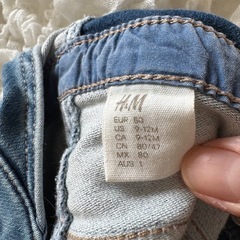 H&M
EUR 80
US 9-12M
CA 9-12M
CN 80/47
MX 80
AUS 1